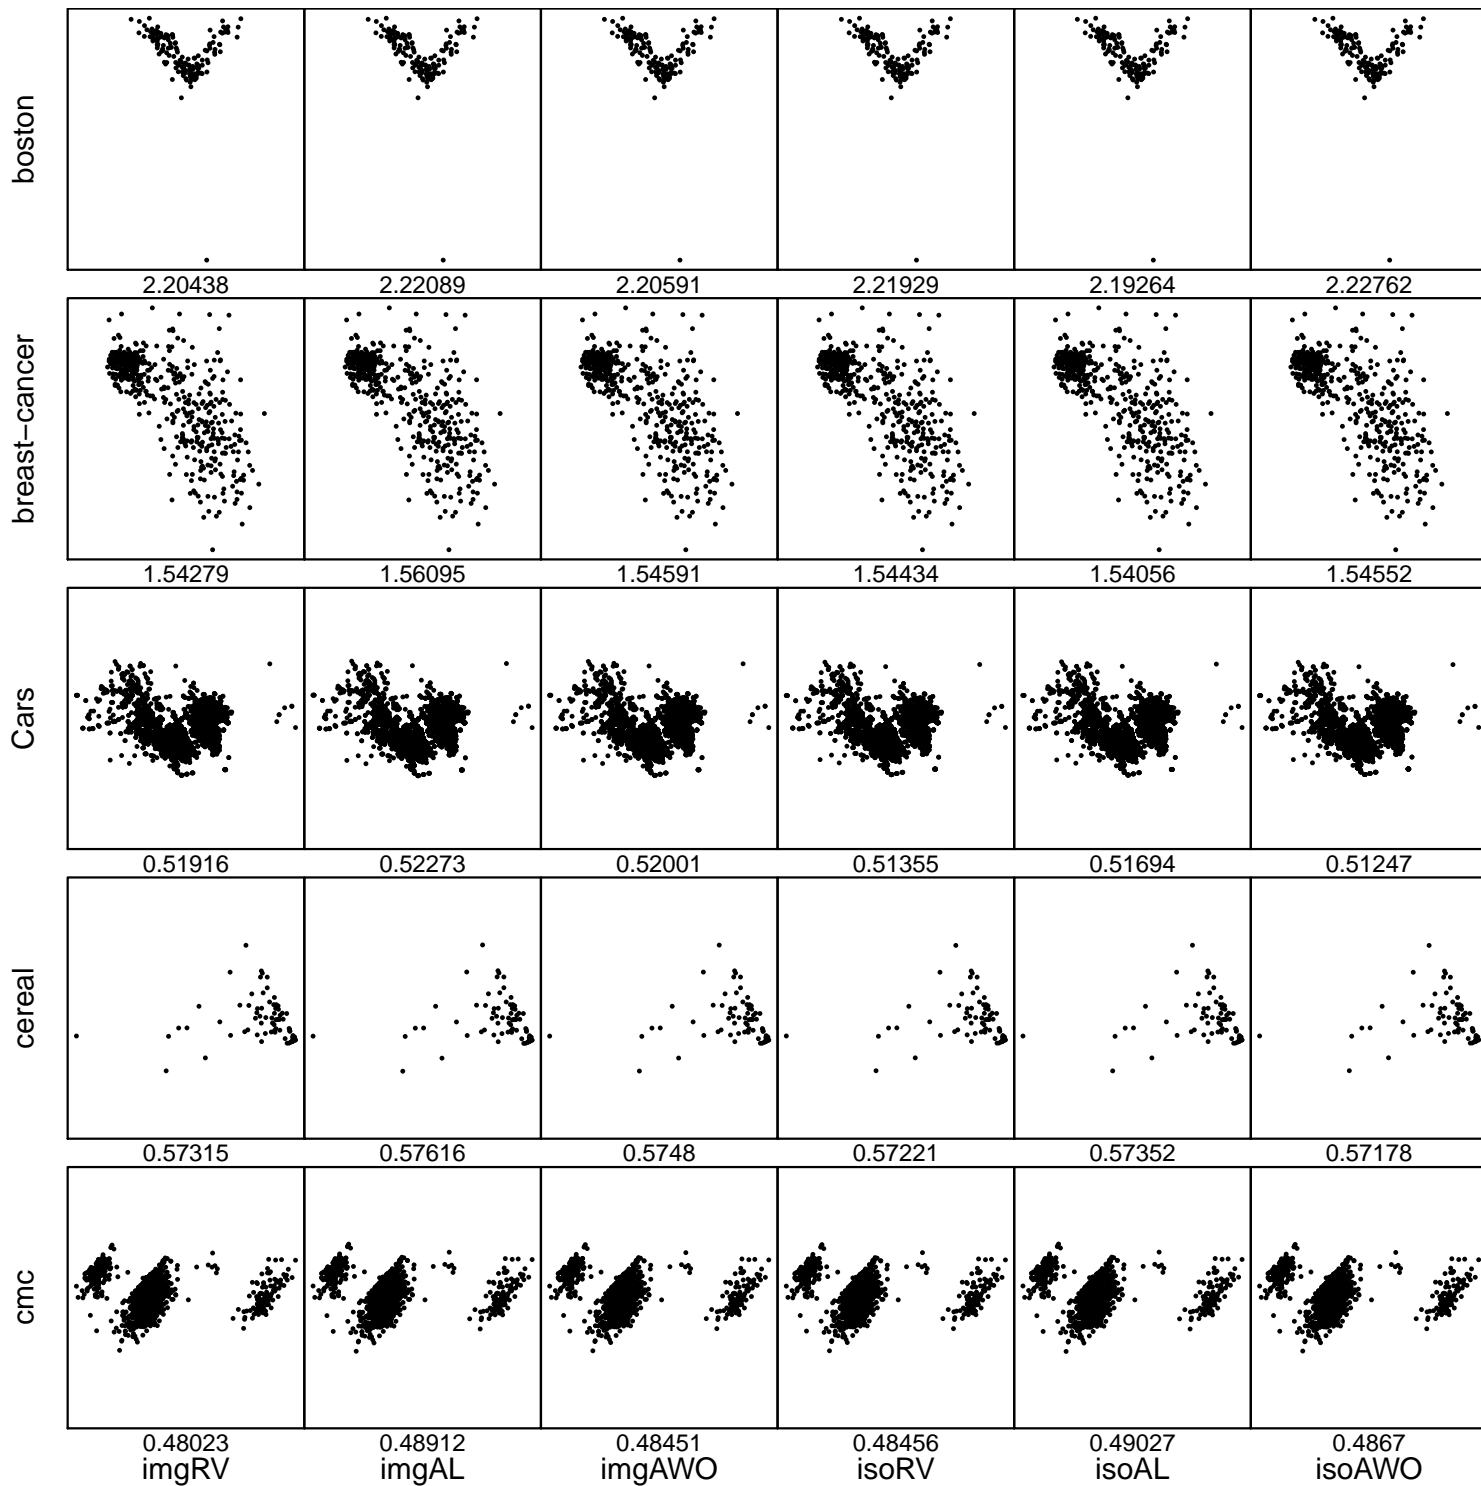 boston
2.20438 2.22089 2.20591 2.21929 2.19264 2.22762
breast−cancer
1.54279 1.56095 1.54591 1.54434 1.54056 1.54552
Cars
0.51916 0.52273 0.52001 0.51355 0.51694 0.51247
cereal
0.57315 0.57616 0.5748 0.57221 0.57352 0.57178
cmc
0.48023 0.48912 0.48451 0.48456 0.49027 0.4867
imgRV imgAL imgAWO isoRV isoAL isoAWO